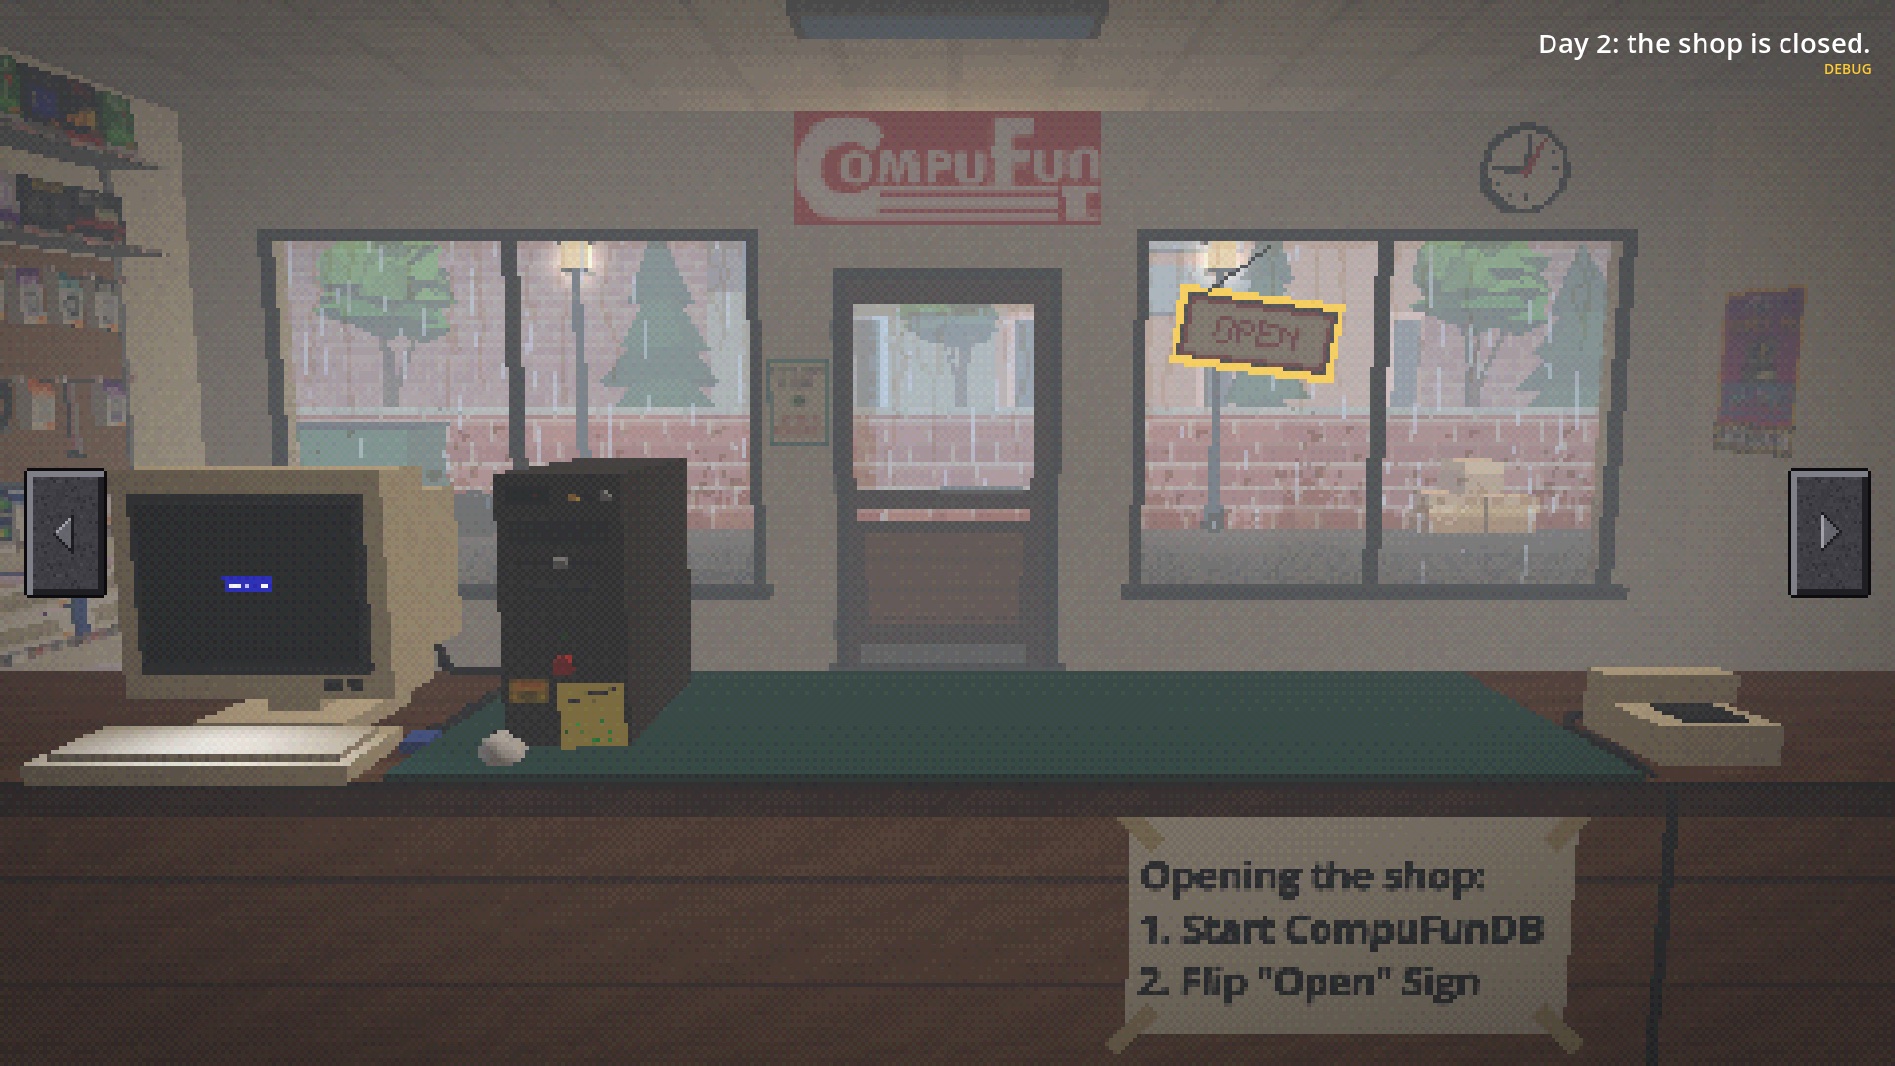 Day 2: the shop is closed.
DEBUG
COMPUFUN
OPEN
Opening the shop:
1. Start CompuFunDB
2. Flip "Open" Sign